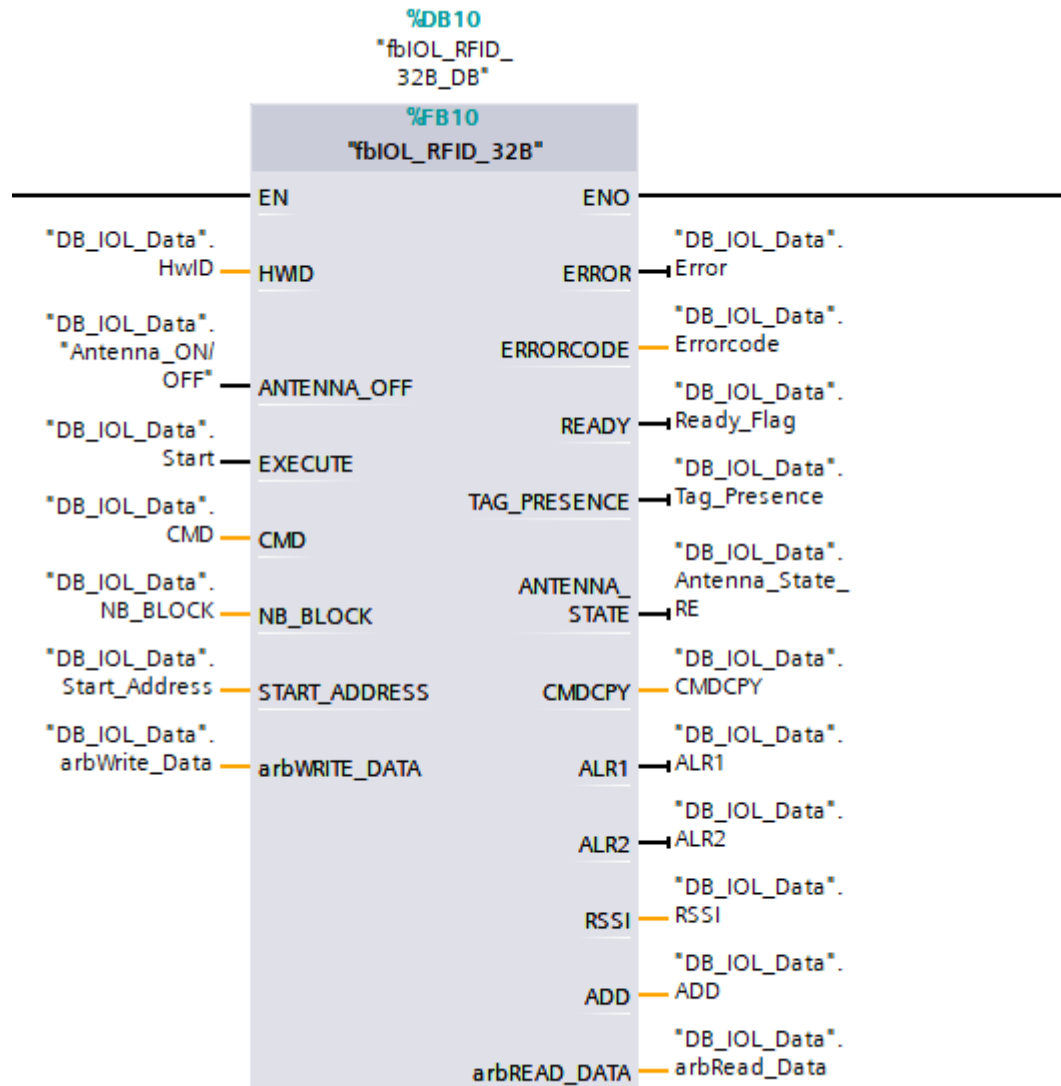 %DB10
"fbIOL_RFID_
32B_DB"
%FB10
"fbIOL_RFID_32B"
EN
ENO
"DB_IOL_Data".
HwID
HWID
"DB_IOL_Data".
"Antenna_ON/
OFF"
ANTENNA_OFF
"DB_IOL_Data".
Start
EXECUTE
"DB_IOL_Data".
CMD
CMD
"DB_IOL_Data".
NB_BLOCK
NB_BLOCK
"DB_IOL_Data".
Start_Address
START_ADDRESS
"DB_IOL_Data".
arbWrite_Data
arbWRITE_DATA
ERROR
"DB_IOL_Data".
Error
ERRORCODE
"DB_IOL_Data".
Errorcode
READY
"DB_IOL_Data".
Ready_Flag
TAG_PRESENCE
"DB_IOL_Data".
Tag_Presence
ANTENNA_
STATE
"DB_IOL_Data".
Antenna_State_
RE
CMDCPY
"DB_IOL_Data".
CMDCPY
ALR1
"DB_IOL_Data".
ALR1
ALR2
"DB_IOL_Data".
ALR2
RSSI
"DB_IOL_Data".
RSSI
ADD
"DB_IOL_Data".
ADD
arbREAD_DATA
"DB_IOL_Data".
arbRead_Data